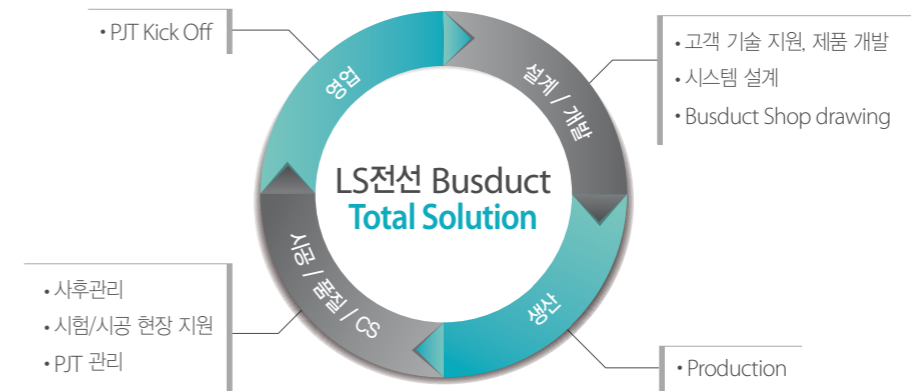 • PJT Kick Off
영업
설계 / 개발
• 고객 기술 지원, 제품 개발
• 시스템 설계
• Busduct Shop drawing
LS전선 Busduct
Total Solution
시공 / 품질 / CS
• 사후관리
• 시험/시공 현장 지원
• PJT 관리
생산
• Production